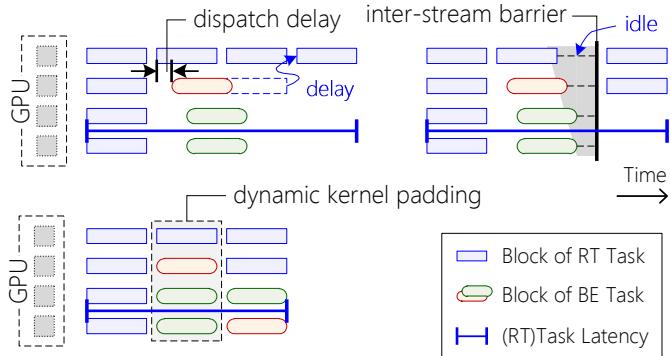 dispatch delay
inter-stream barrier
idle
GPU
delay
Time
dynamic kernel padding
GPU
Block of RT Task
Block of BE Task
(RT)Task Latency